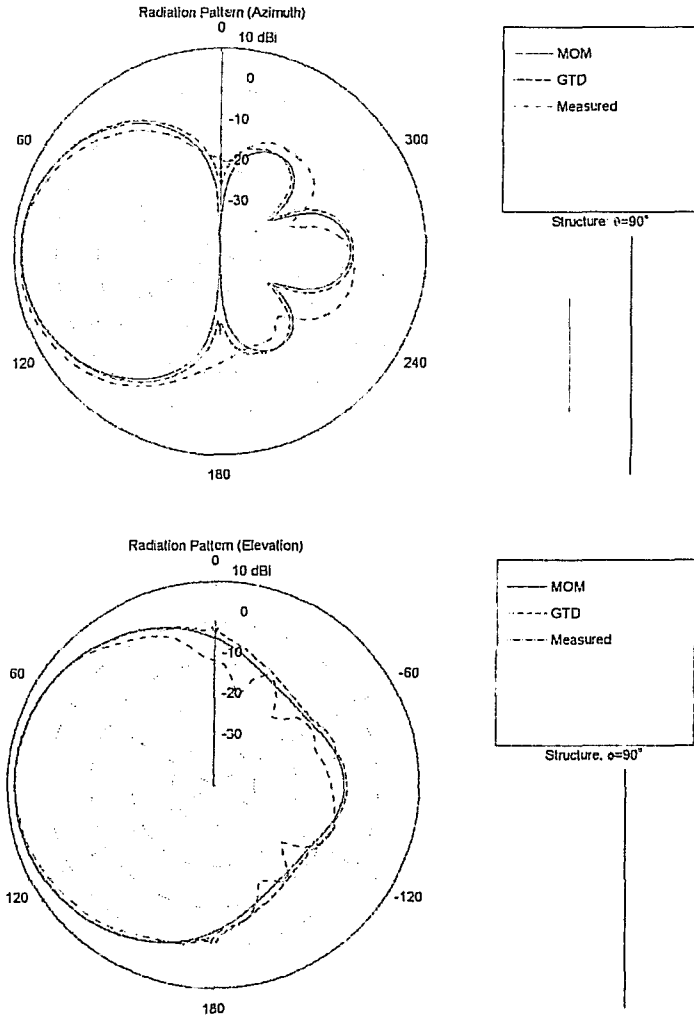 Radiation Pattern (Azimuth)
0
10 dBi
0
-10
-20
-30
60
300
120
240
180
MOM
GTD
Measured
Structure: θ=90°
Radiation Pattern (Elevation)
0
10 dBi
0
-10
-20
-30
60
-60
120
-120
180
MOM
GTD
Measured
Structure, φ=90°